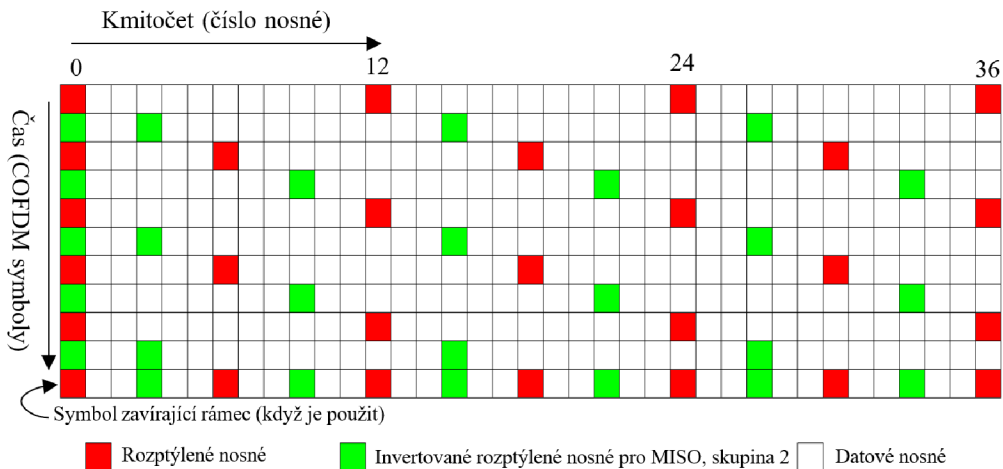 Kmitočet (číslo nosné)
0 12 24 36
Čas (COFDM symboly)
Symbol zavírající rámec (když je použit)
Rozptýlené nosné Invertované rozptýlené nosné pro MISO, skupina 2 Datové nosné